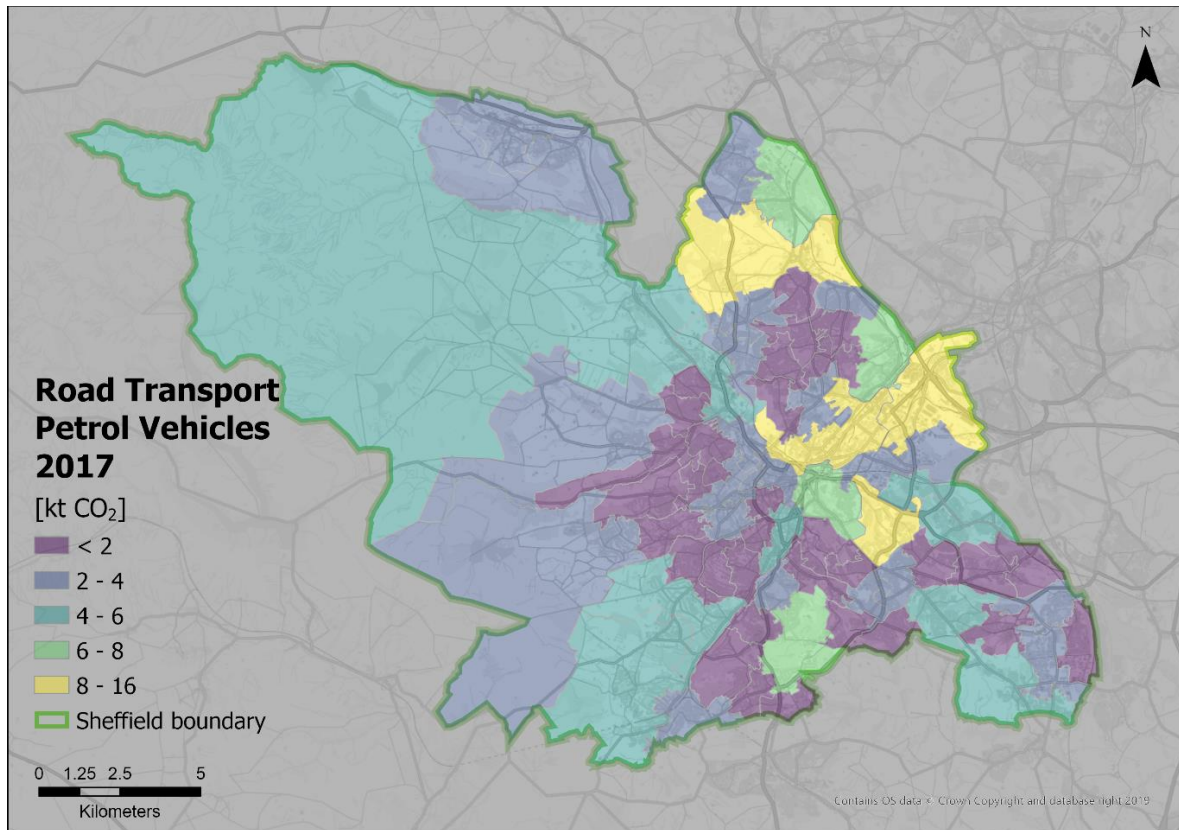 N
Road Transport
Petrol Vehicles
2017
[kt CO₂]
< 2
2 - 4
4 - 6
6 - 8
8 - 16
Sheffield boundary
0 1.25 2.5 5
Kilometers
Contains OS data © Crown Copyright and database right 2019